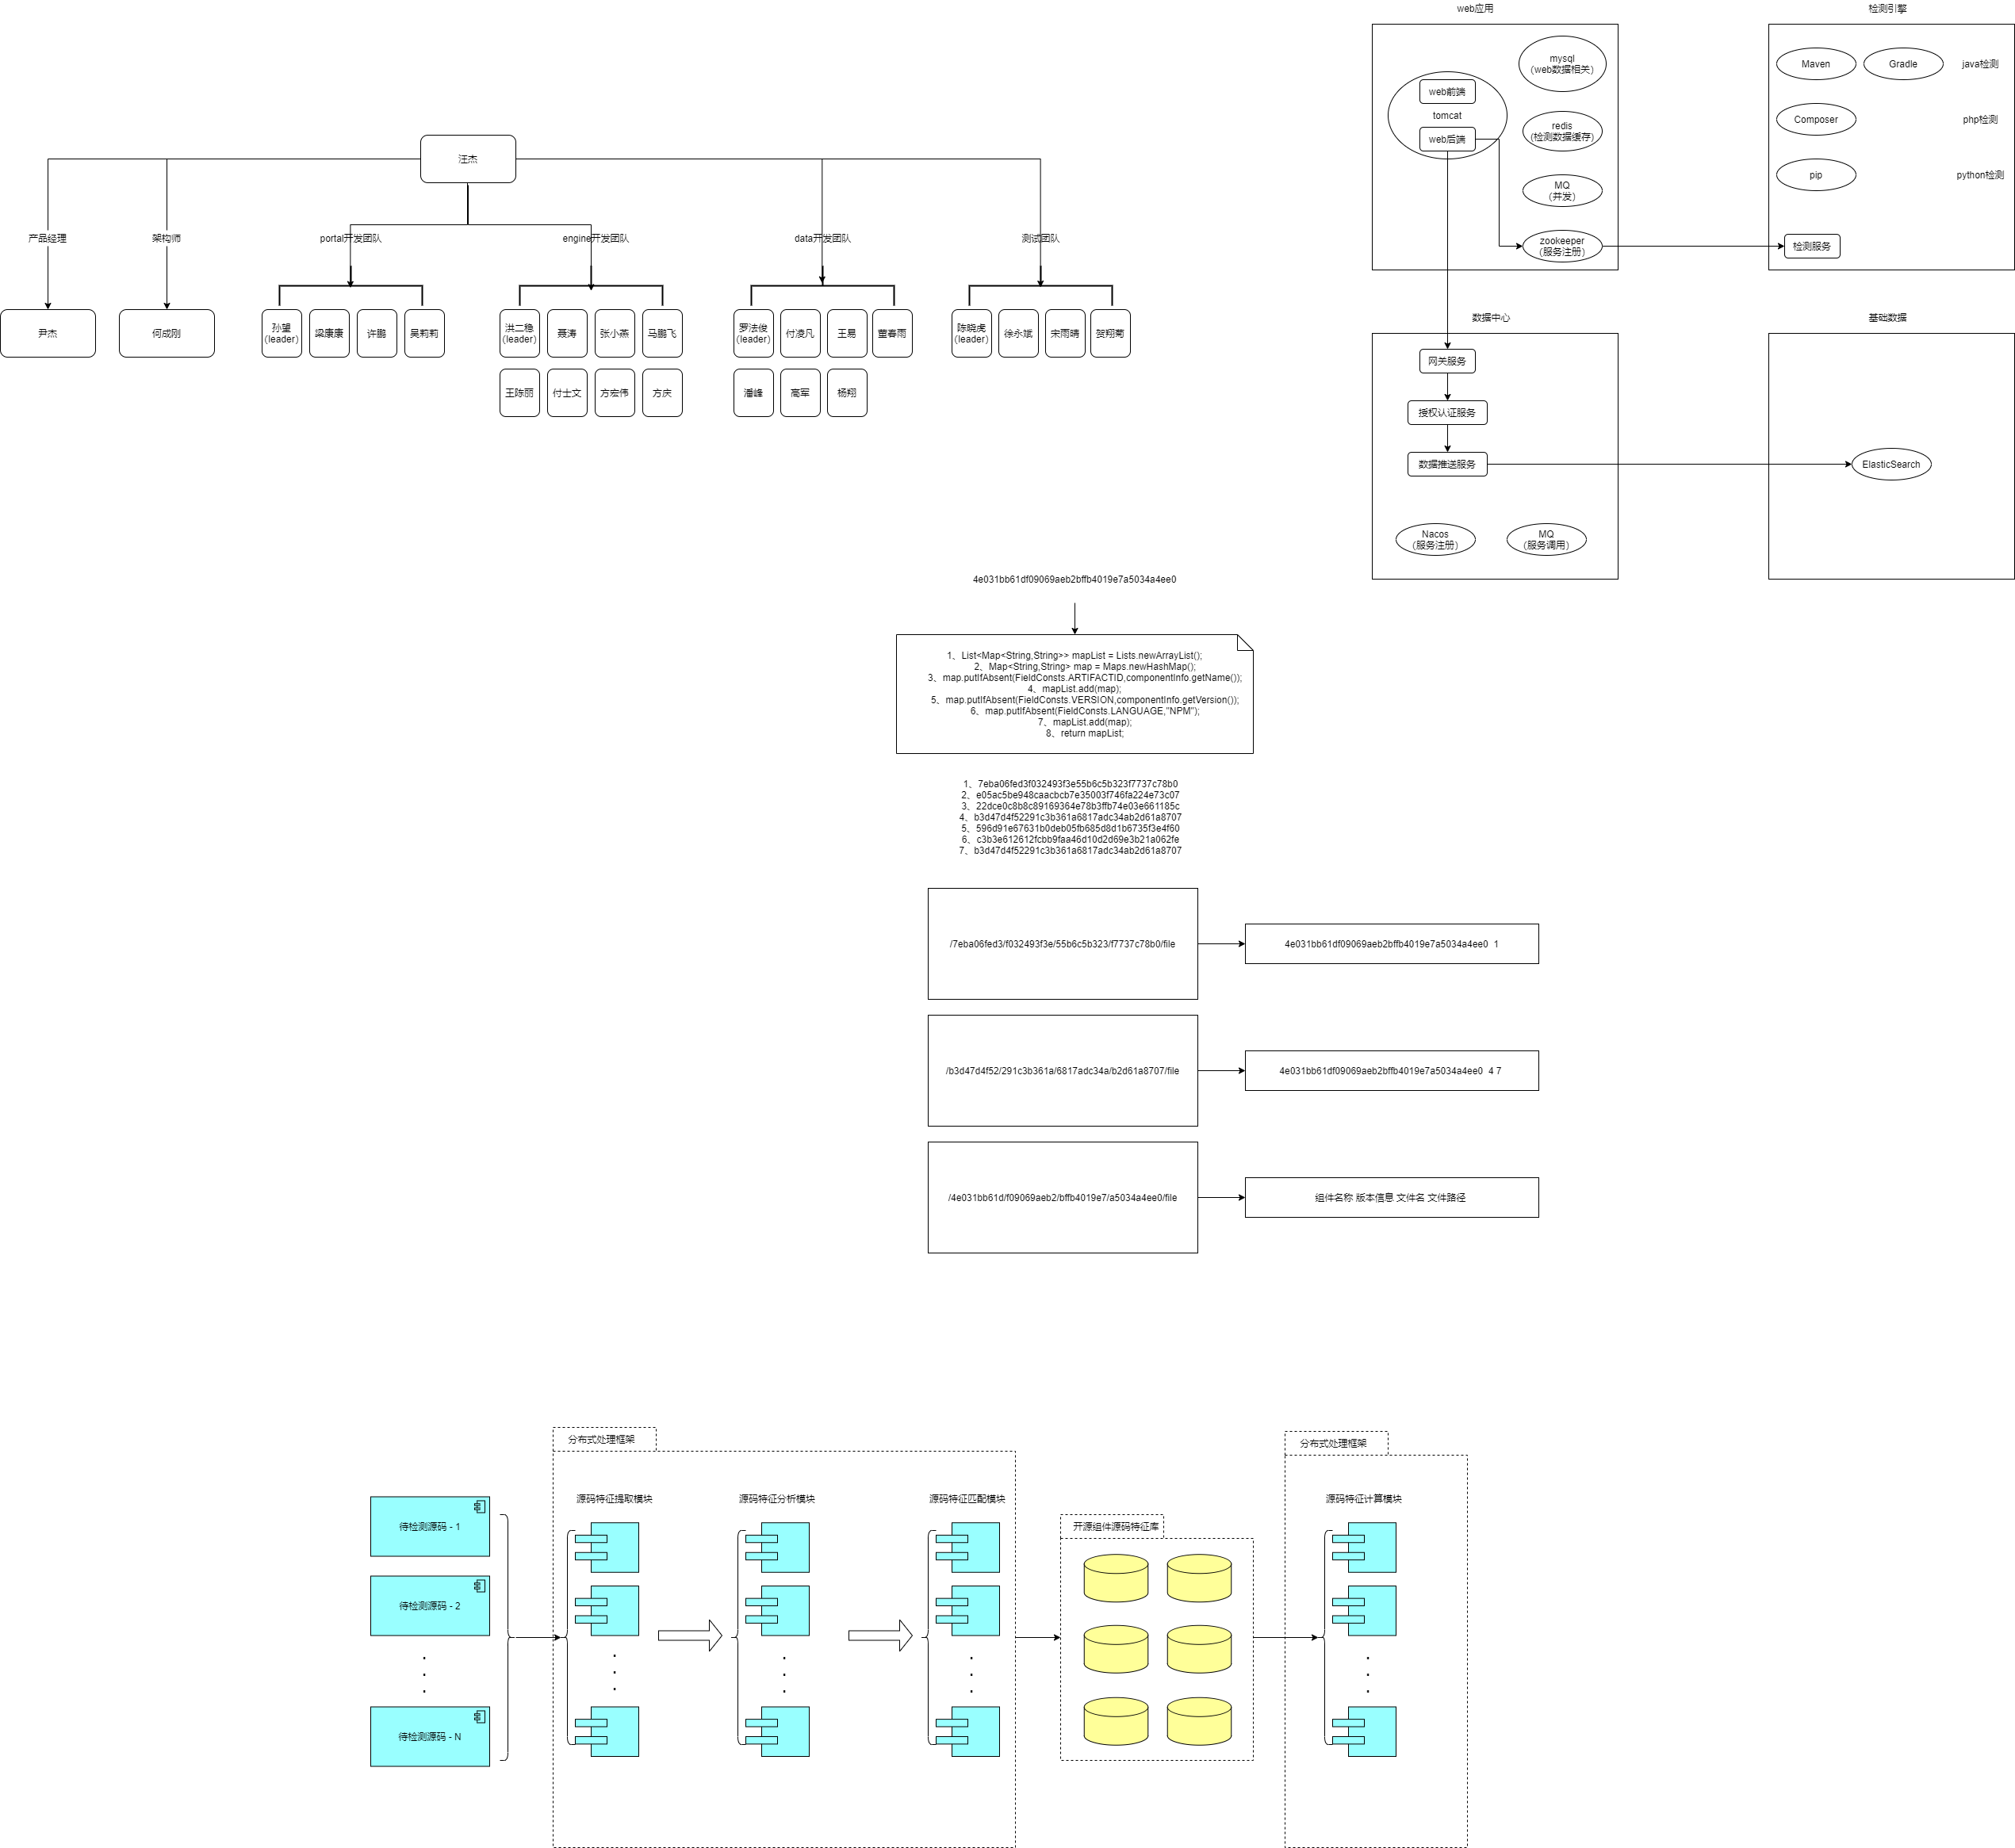 web应用
检测引擎
mysql
（web数据相关）
web前端
tomcat
web后端
redis
（检测数据缓存）
MQ
（并发）
zookeeper
（服务注册）
Maven
Gradle
java检测
Composer
php检测
pip
python检测
检测服务
汪杰
产品经理
架构师
portal开发团队
engine开发团队
data开发团队
测试团队
尹杰
何成刚
孙望
（leader）
梁康康
许鹏
吴莉莉
洪二稳
（leader）
聂涛
张小燕
马鹏飞
王陈丽
付士文
方宏伟
方庆
罗法俊
（leader）
付凌凡
王易
董春雨
潘峰
高军
杨翔
陈晓虎
（leader）
徐永斌
宋雨晴
贺翔菊
数据中心
基础数据
网关服务
授权认证服务
数据推送服务
ElasticSearch
Nacos
（服务注册）
MQ
（服务调用）
4e031bb61df09069aeb2bffb4019e7a5034a4ee0
1、List<Map<String,String>> mapList = Lists.newArrayList();
2、Map<String,String> map = Maps.newHashMap();
3、map.putIfAbsent(FieldConsts.ARTIFACTID,componentInfo.getName());
4、mapList.add(map);
5、map.putIfAbsent(FieldConsts.VERSION,componentInfo.getVersion());
6、map.putIfAbsent(FieldConsts.LANGUAGE,"NPM");
7、mapList.add(map);
8、return mapList;
1、7eba06fed3f032493f3e55b6c5b323f7737c78b0
2、e05ac5be948caacbcb7e35003f746fa224e73c07
3、22dce0c8b8c89169364e78b3ffb74e03e661185c
4、b3d47d4f52291c3b361a6817adc34ab2d61a8707
5、596d91e67631b0deb05fb685d8d1b6735f3e4f60
6、c3b3e612612fcbb9faa46d10d2d69e3b21a062fe
7、b3d47d4f52291c3b361a6817adc34ab2d61a8707
/7eba06fed3/f032493f3e/55b6c5b323/f7737c78b0/file
4e031bb61df09069aeb2bffb4019e7a5034a4ee0  1
/b3d47d4f52/291c3b361a/6817adc34a/b2d61a8707/file
4e031bb61df09069aeb2bffb4019e7a5034a4ee0  4 7
/4e031bb61d/f09069aeb2/bffb4019e7/a5034a4ee0/file
组件名称 版本信息 文件名 文件路径
分布式处理框架
分布式处理框架
源码特征提取模块
源码特征分析模块
源码特征匹配模块
源码特征计算模块
开源组件源码特征库
待检测源码 - 1
待检测源码 - 2
待检测源码 - N